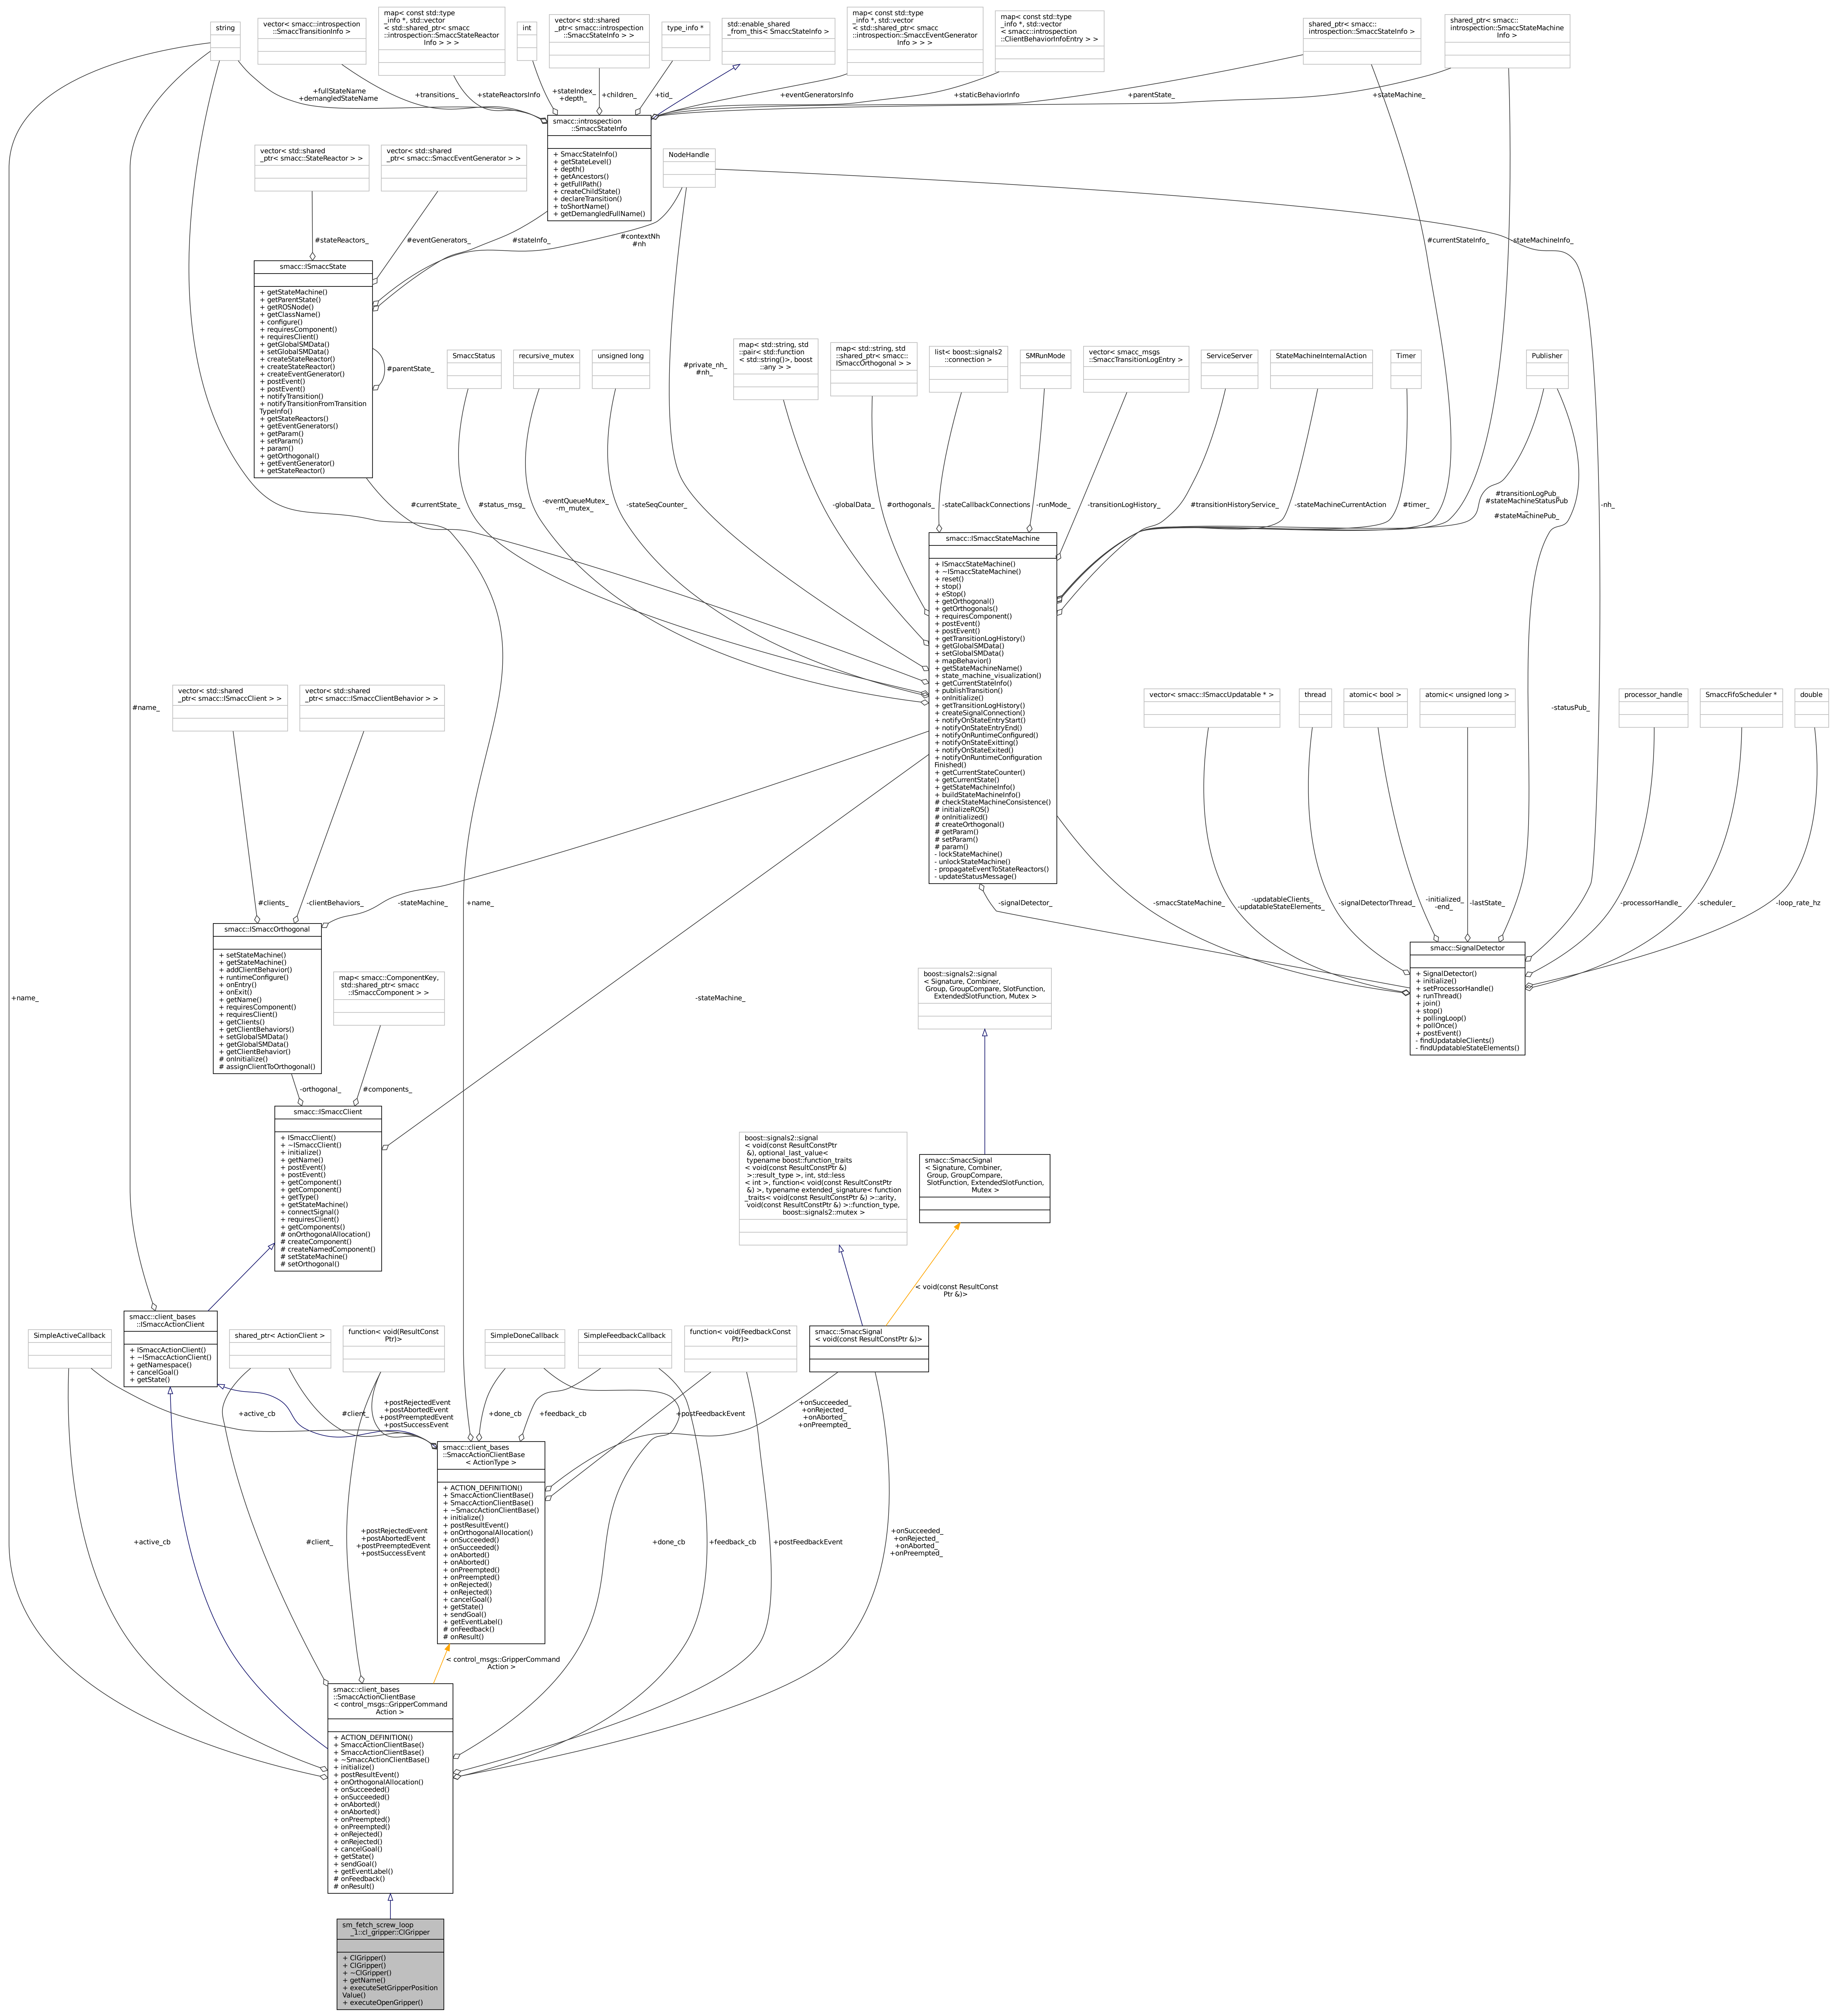 string
vector< smacc::introspection
::SmaccTransitionInfo >
map< const std::type
_info *, std::vector
< std::shared_ptr< smacc
::introspection::SmaccStateReactor
Info > > >
int
vector< std::shared
_ptr< smacc::introspection
::SmaccStateInfo > >
type_info *
std::enable_shared
_from_this< SmaccStateInfo >
map< const std::type
_info *, std::vector
< std::shared_ptr< smacc
::introspection::SmaccEventGenerator
Info > > >
map< const std::type
_info *, std::vector
< smacc::introspection
::ClientBehaviorInfoEntry > >
shared_ptr< smacc::
introspection::SmaccStateInfo >
shared_ptr< smacc::
introspection::SmaccStateMachine
Info >
+fullStateName
+demangledStateName
+transitions_
+stateReactorsInfo
+stateIndex_
+depth_
+children_
+tid_
+eventGeneratorsInfo
+staticBehaviorInfo
+parentState_
+stateMachine_
smacc::introspection
::SmaccStateInfo
+ SmaccStateInfo()
+ getStateLevel()
+ depth()
+ getAncestors()
+ getFullPath()
+ createChildState()
+ declareTransition()
+ toShortName()
+ getDemangledFullName()
vector< std::shared
_ptr< smacc::StateReactor > >
vector< std::shared
_ptr< smacc::SmaccEventGenerator > >
NodeHandle
#stateReactors_
#eventGenerators_
#stateInfo_
#contextNh
#nh
#currentStateInfo_
-stateMachineInfo_
smacc::ISmaccState
+ getStateMachine()
+ getParentState()
+ getROSNode()
+ getClassName()
+ configure()
+ requiresComponent()
+ requiresClient()
+ getGlobalSMData()
+ setGlobalSMData()
+ createStateReactor()
+ createStateReactor()
+ createEventGenerator()
+ postEvent()
+ postEvent()
+ notifyTransition()
+ notifyTransitionFromTransition
TypeInfo()
+ getStateReactors()
+ getEventGenerators()
+ getParam()
+ setParam()
+ param()
+ getOrthogonal()
+ getEventGenerator()
+ getStateReactor()
#parentState_
SmaccStatus
recursive_mutex
unsigned long
#private_nh_
#nh_
map< std::string, std
::pair< std::function
< std::string()>, boost
::any > >
map< std::string, std
::shared_ptr< smacc::
ISmaccOrthogonal > >
list< boost::signals2
::connection >
SMRunMode
vector< smacc_msgs
::SmaccTransitionLogEntry >
ServiceServer
StateMachineInternalAction
Timer
Publisher
#currentState_
#status_msg_
-eventQueueMutex_
-m_mutex_
-stateSeqCounter_
-globalData_
#orthogonals_
-stateCallbackConnections
-runMode_
-transitionLogHistory_
#transitionHistoryService_
-stateMachineCurrentAction
#timer_
#transitionLogPub_
#stateMachineStatusPub
_
#stateMachinePub_
-nh_
smacc::ISmaccStateMachine
+ ISmaccStateMachine()
+ ~ISmaccStateMachine()
+ reset()
+ stop()
+ eStop()
+ getOrthogonal()
+ getOrthogonals()
+ requiresComponent()
+ postEvent()
+ postEvent()
+ getTransitionLogHistory()
+ getGlobalSMData()
+ setGlobalSMData()
+ mapBehavior()
+ getStateMachineName()
+ state_machine_visualization()
+ getCurrentStateInfo()
+ publishTransition()
+ onInitialize()
+ getTransitionLogHistory()
+ createSignalConnection()
+ notifyOnStateEntryStart()
+ notifyOnStateEntryEnd()
+ notifyOnRuntimeConfigured()
+ notifyOnStateExitting()
+ notifyOnStateExited()
+ notifyOnRuntimeConfiguration
Finished()
+ getCurrentStateCounter()
+ getCurrentState()
+ getStateMachineInfo()
+ buildStateMachineInfo()
# checkStateMachineConsistence()
# initializeROS()
# onInitialized()
# createOrthogonal()
# getParam()
# setParam()
# param()
- lockStateMachine()
- unlockStateMachine()
- propagateEventToStateReactors()
- updateStatusMessage()
#name_
vector< std::shared
_ptr< smacc::ISmaccClient > >
vector< std::shared
_ptr< smacc::ISmaccClientBehavior > >
vector< smacc::ISmaccUpdatable * >
thread
atomic< bool >
atomic< unsigned long >
-statusPub_
processor_handle
SmaccFifoScheduler *
double
#clients_
-clientBehaviors_
-stateMachine_
+name_
-signalDetector_
-smaccStateMachine_
-updatableClients_
-updatableStateElements_
-signalDetectorThread_
-initialized_
-end_
-lastState_
-processorHandle_
-scheduler_
-loop_rate_hz
smacc::ISmaccOrthogonal
+ setStateMachine()
+ getStateMachine()
+ addClientBehavior()
+ runtimeConfigure()
+ onEntry()
+ onExit()
+ getName()
+ requiresComponent()
+ requiresClient()
+ getClients()
+ getClientBehaviors()
+ setGlobalSMData()
+ getGlobalSMData()
+ getClientBehavior()
# onInitialize()
# assignClientToOrthogonal()
smacc::SignalDetector
+ SignalDetector()
+ initialize()
+ setProcessorHandle()
+ runThread()
+ join()
+ stop()
+ pollingLoop()
+ pollOnce()
+ postEvent()
- findUpdatableClients()
- findUpdatableStateElements()
map< smacc::ComponentKey,
std::shared_ptr< smacc
::ISmaccComponent > >
boost::signals2::signal
< Signature, Combiner,
Group, GroupCompare, SlotFunction,
ExtendedSlotFunction, Mutex >
+name_
-stateMachine_
-orthogonal_
#components_
smacc::ISmaccClient
+ ISmaccClient()
+ ~ISmaccClient()
+ initialize()
+ getName()
+ postEvent()
+ postEvent()
+ getComponent()
+ getComponent()
+ getType()
+ getStateMachine()
+ connectSignal()
+ requiresClient()
+ getComponents()
# onOrthogonalAllocation()
# createComponent()
# createNamedComponent()
# setStateMachine()
# setOrthogonal()
boost::signals2::signal
< void(const ResultConstPtr
&), optional_last_value<
typename boost::function_traits
< void(const ResultConstPtr &)
>::result_type >, int, std::less
< int >, function< void(const ResultConstPtr
&) >, typename extended_signature< function
_traits< void(const ResultConstPtr &) >::arity,
void(const ResultConstPtr &) >::function_type,
boost::signals2::mutex >
smacc::SmaccSignal
< Signature, Combiner,
Group, GroupCompare,
SlotFunction, ExtendedSlotFunction,
Mutex >
< void(const ResultConst
Ptr &)>
smacc::client_bases
::ISmaccActionClient
+ ISmaccActionClient()
+ ~ISmaccActionClient()
+ getNamespace()
+ cancelGoal()
+ getState()
SimpleActiveCallback
shared_ptr< ActionClient >
function< void(ResultConst
Ptr)>
SimpleDoneCallback
SimpleFeedbackCallback
function< void(FeedbackConst
Ptr)>
smacc::SmaccSignal
< void(const ResultConstPtr &)>
+active_cb
#client_
+postRejectedEvent
+postAbortedEvent
+postPreemptedEvent
+postSuccessEvent
+done_cb
+feedback_cb
+postFeedbackEvent
+onSucceeded_
+onRejected_
+onAborted_
+onPreempted_
smacc::client_bases
::SmaccActionClientBase
< ActionType >
+ ACTION_DEFINITION()
+ SmaccActionClientBase()
+ SmaccActionClientBase()
+ ~SmaccActionClientBase()
+ initialize()
+ postResultEvent()
+ onOrthogonalAllocation()
+ onSucceeded()
+ onSucceeded()
+ onAborted()
+ onAborted()
+ onPreempted()
+ onPreempted()
+ onRejected()
+ onRejected()
+ cancelGoal()
+ getState()
+ sendGoal()
+ getEventLabel()
# onFeedback()
# onResult()
+active_cb
#client_
+postRejectedEvent
+postAbortedEvent
+postPreemptedEvent
+postSuccessEvent
+done_cb
+feedback_cb
+postFeedbackEvent
+onSucceeded_
+onRejected_
+onAborted_
+onPreempted_
< control_msgs::GripperCommand
Action >
smacc::client_bases
::SmaccActionClientBase
< control_msgs::GripperCommand
Action >
+ ACTION_DEFINITION()
+ SmaccActionClientBase()
+ SmaccActionClientBase()
+ ~SmaccActionClientBase()
+ initialize()
+ postResultEvent()
+ onOrthogonalAllocation()
+ onSucceeded()
+ onSucceeded()
+ onAborted()
+ onAborted()
+ onPreempted()
+ onPreempted()
+ onRejected()
+ onRejected()
+ cancelGoal()
+ getState()
+ sendGoal()
+ getEventLabel()
# onFeedback()
# onResult()
sm_fetch_screw_loop
_1::cl_gripper::ClGripper
+ ClGripper()
+ ClGripper()
+ ~ClGripper()
+ getName()
+ executeSetGripperPosition
Value()
+ executeOpenGripper()